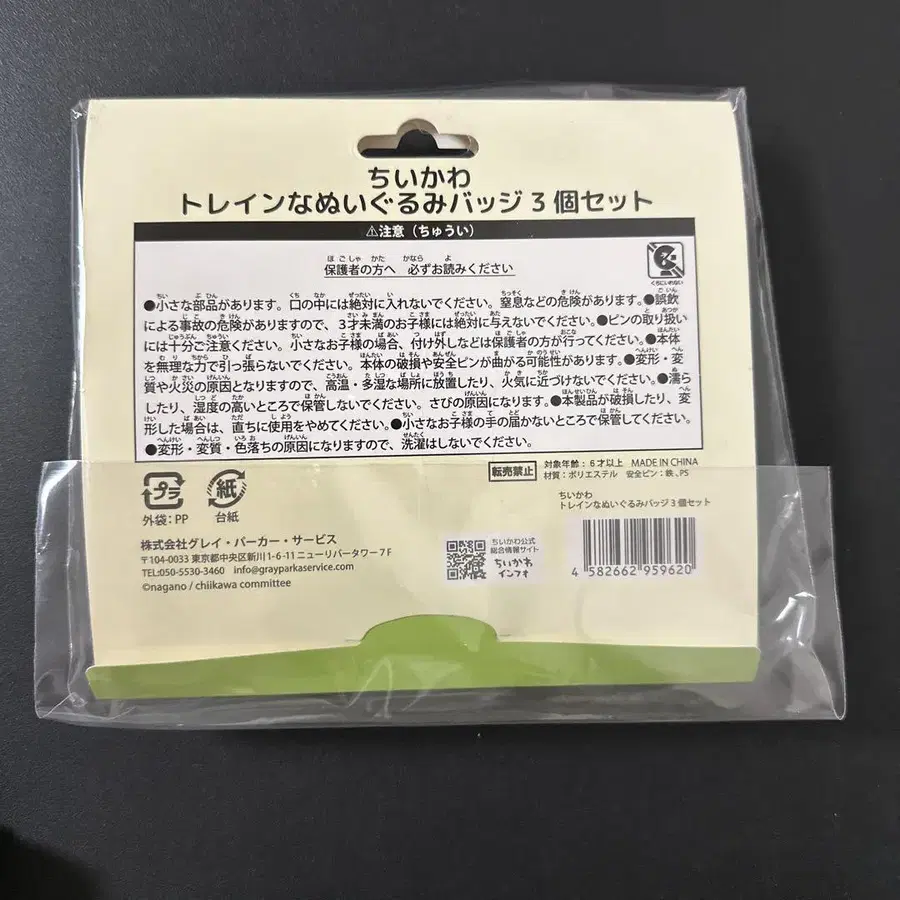 ちいかわ
トレインなぬいぐるみバッジ3個セット
⚠注意（ちゅうい）
保護者の方へ 必ずお読みください
くちにいれない
●小さな部品があります。口の中には絶対に入れないでください。窒息などの危険があります。●誤飲
による事故の危険がありますので、3才未満のお子様には絶対に与えないでください。●ピンの取り扱い
には十分ご注意ください。小さなお子様の場合、付け外しなどは保護者の方が行ってください。●本体
を無理な力で引っ張らないでください。本体の破損や安全ピンが曲がる可能性があります。●変形・変
質や火災の原因となりますので、高温・多湿な場所に放置したり、火気に近づけないでください。●濡ら
したり、湿度の高いところで保管しないでください。さびの原因になります。●本製品が破損したり、変
形した場合は、直ちに使用をやめてください。●小さなお子様の手の届かないところで保管してください。
●変形・変質・色落ちの原因になりますので、洗濯はしないでください。
転売禁止
対象年齢：6才以上 MADE IN CHINA
材質：ポリエステル 安全ピン：鉄、PS
プラ
外袋：PP
紙
台紙
ちいかわ
トレインなぬいぐるみバッジ3個セット
株式会社グレイ・パーカー・サービス
〒104-0033 東京都中央区新川1-6-11 ニューリバータワー7F
TEL:050-5530-3460 info@grayparkaservice.com
©nagano / chiikawa committee
ちいかわ公式
総合情報サイト
ちいかわ
インフォ
4 582662 959620